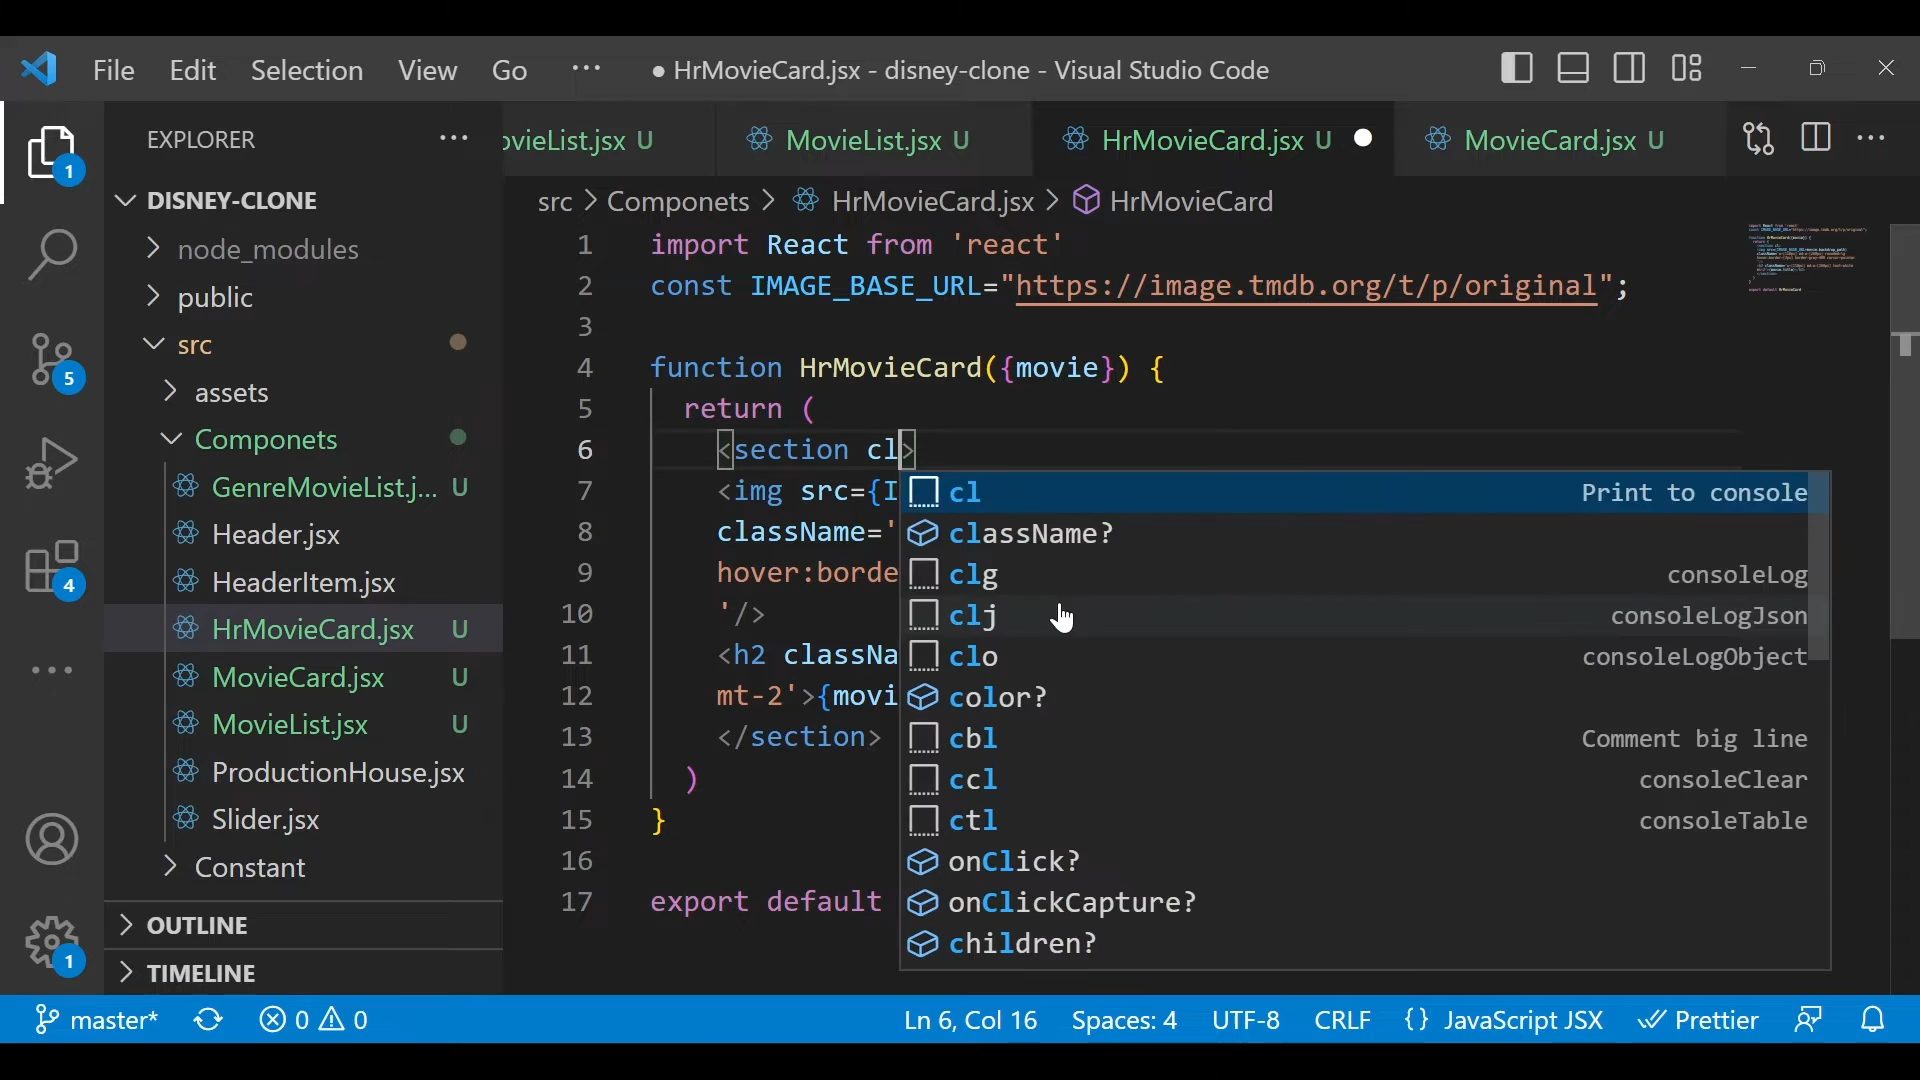 File Edit Selection View Go ··· ● HrMovieCard.jsx - disney-clone - Visual Studio Code
EXPLORER ···
ovieList.jsx U MovieList.jsx U HrMovieCard.jsx U MovieCard.jsx U
src > Componets > HrMovieCard.jsx > HrMovieCard
DISNEY-CLONE
node_modules
public
src
assets
Componets
GenreMovieList.j... U
Header.jsx
HeaderItem.jsx
HrMovieCard.jsx U
MovieCard.jsx U
MovieList.jsx U
ProductionHouse.jsx
Slider.jsx
Constant
OUTLINE
TIMELINE
1
5
4
1
1 import React from 'react'
2 const IMAGE_BASE_URL="https://image.tmdb.org/t/p/original";
3
4 function HrMovieCard({movie}) {
5 return (
6 <section cl>
7 <img src={I
8 className='
9 hover:borde
10 '/>
11 <h2 classNa
12 mt-2'>{movi
13 </section>
14 )
15 }
16
17 export default
cl Print to console
className?
clg consoleLog
clj consoleLogJson
clo consoleLogObject
color?
cbl Comment big line
ccl consoleClear
ctl consoleTable
onClick?
onClickCapture?
children?
master* 0 0 Ln 6, Col 16 Spaces: 4 UTF-8 CRLF {} JavaScript JSX Prettier